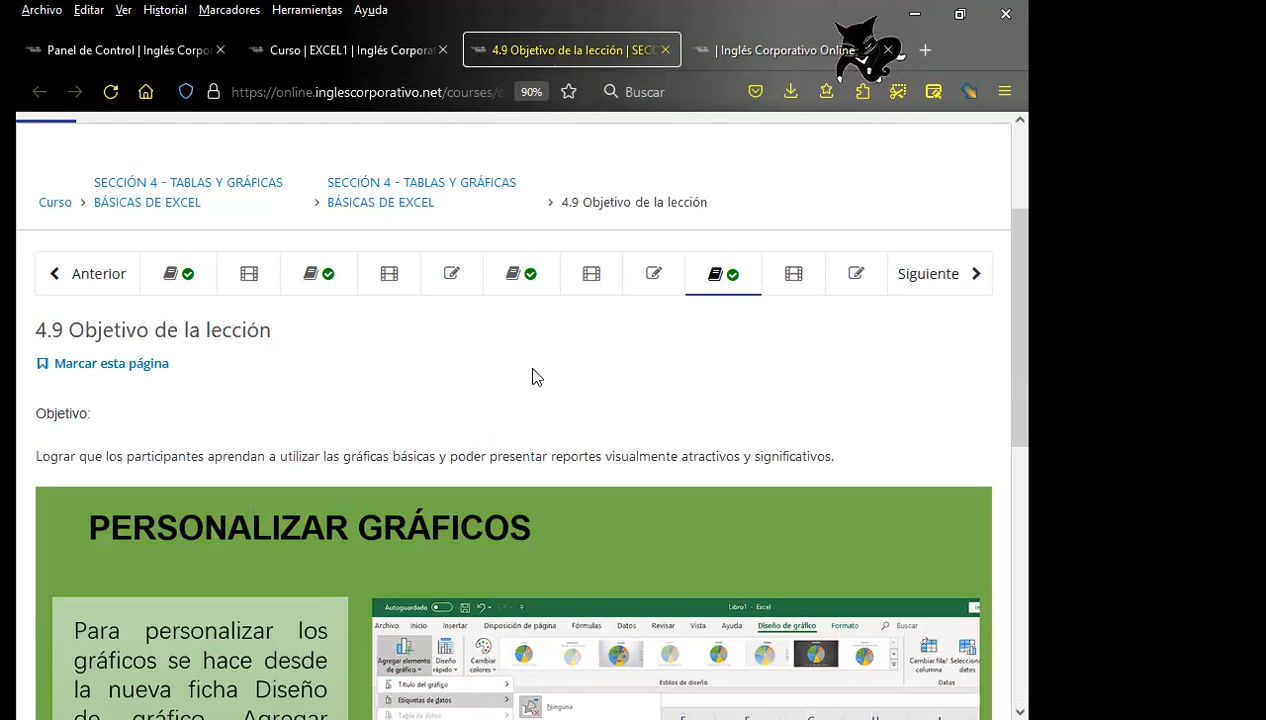 Archivo Editar Ver Historial Marcadores Herramientas Ayuda
Panel de Control | Inglés Corpo
Curso | EXCEL1 | Inglés Corpora
4.9 Objetivo de la lección | SEC
| Inglés Corporativo Online
https://online.inglescorporativo.net/courses/
90%
Buscar
Curso
SECCIÓN 4 - TABLAS Y GRÁFICAS
BÁSICAS DE EXCEL
SECCIÓN 4 - TABLAS Y GRÁFICAS
BÁSICAS DE EXCEL
4.9 Objetivo de la lección
Anterior
Siguiente
4.9 Objetivo de la lección
Marcar esta página
Objetivo:
Lograr que los participantes aprendan a utilizar las gráficas básicas y poder presentar reportes visualmente atractivos y significativos.
PERSONALIZAR GRÁFICOS
Para personalizar los
gráficos se hace desde
la nueva ficha Diseño
de gráfico. Agregar
Autoguardado
Libro1 - Excel
Archivo Inicio Insertar Disposición de página Fórmulas Datos Revisar Vista Ayuda Diseño de gráfico Formato Buscar
Agregar elemento
de gráfico
Diseño
rápido
Cambiar
colores
Cambiar fila/
columna
Selecciona
datos
Estilos de diseño
Datos
Título del gráfico
Etiquetas de datos
Tabla de datos
Ninguna